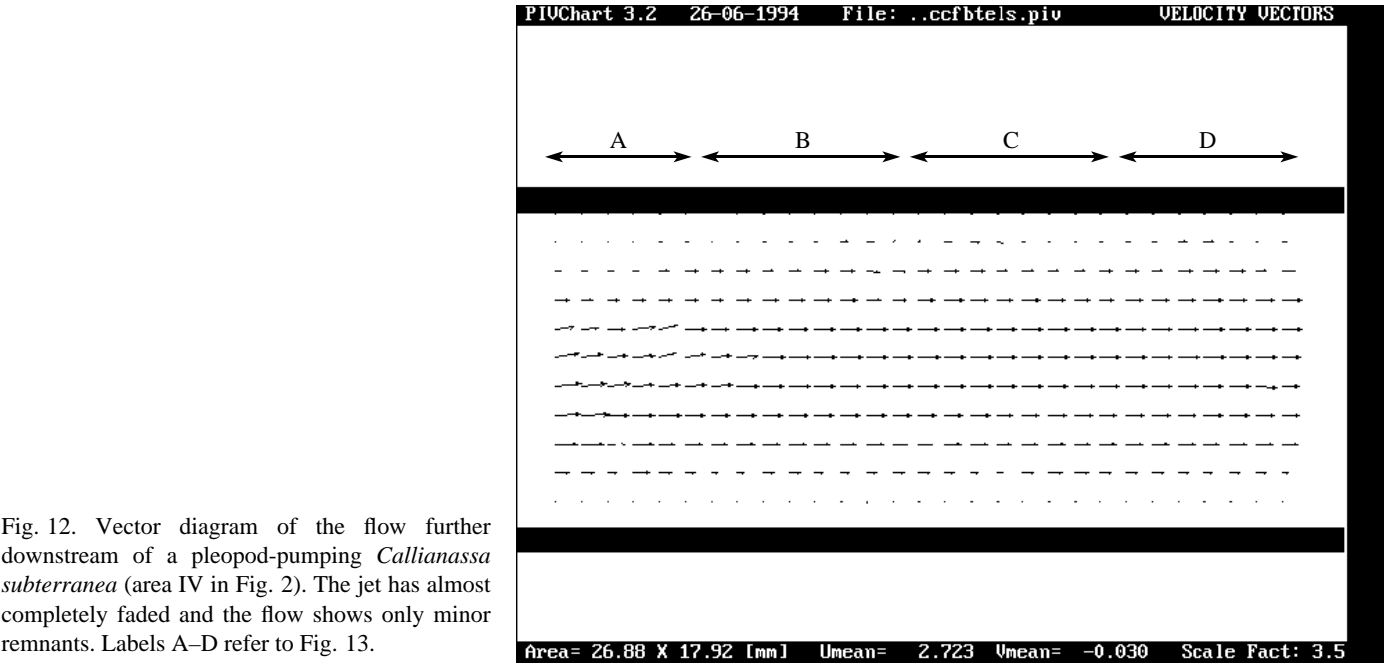 PIVChart 3.2 26-06-1994 File: ..ccfbtels.piv VELOCITY VECTORS
A B C D
Fig. 12. Vector diagram of the flow further
downstream of a pleopod-pumping Callianassa
subterranea (area IV in Fig. 2). The jet has almost
completely faded and the flow shows only minor
remnants. Labels A–D refer to Fig. 13.
Area= 26.88 X 17.92 [mm] Umean= 2.723 Vmean= -0.030 Scale Fact: 3.5